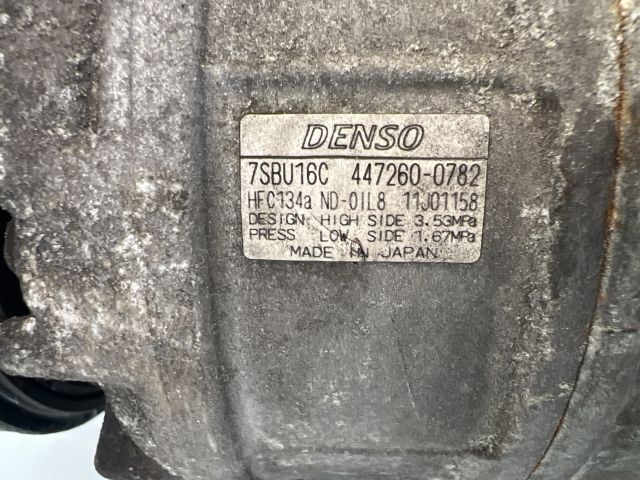 DENSO
7SBU16C 447260-0782
HFC134a ND-OIL8 11J01158
DESIGN HIGH SIDE 3.53MPa
PRESS LOW SIDE 1.67MPa
MADE IN JAPAN